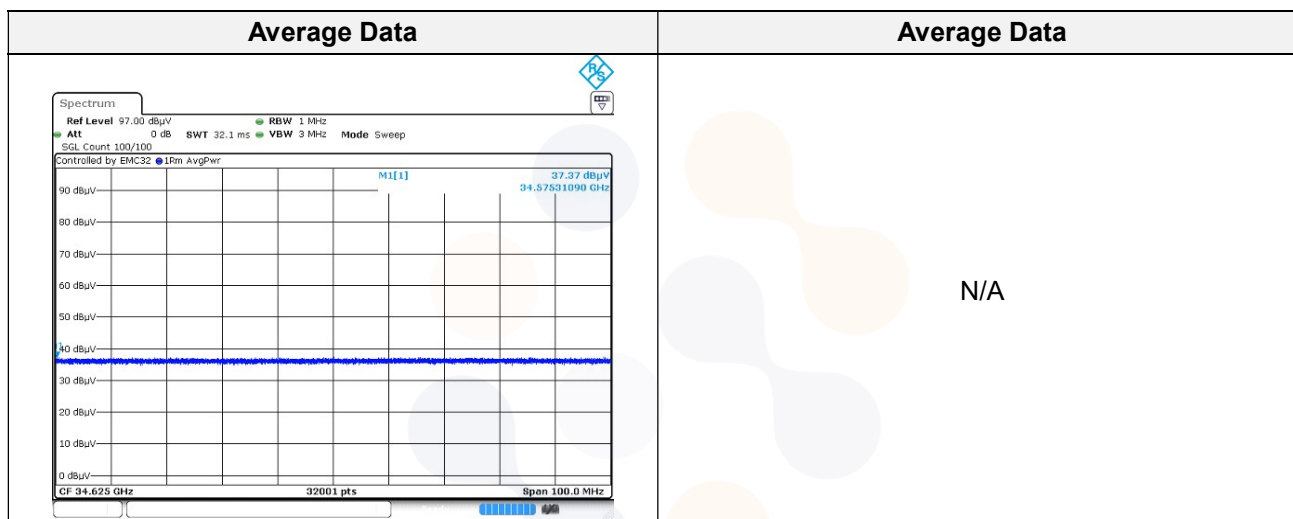 Average Data
Average Data
R&S
Spectrum
Ref Level 97.00 dBµV RBW 1 MHz
Att 0 dB SWT 32.1 ms VBW 3 MHz Mode Sweep
SGL Count 100/100
Controlled by EMC32 1Rm AvgPwr
M1[1] 37.37 dBµV
34.57531090 GHz
90 dBµV
80 dBµV
70 dBµV
60 dBµV
50 dBµV
40 dBµV
30 dBµV
20 dBµV
10 dBµV
0 dBµV
CF 34.625 GHz 32001 pts Span 100.0 MHz
N/A